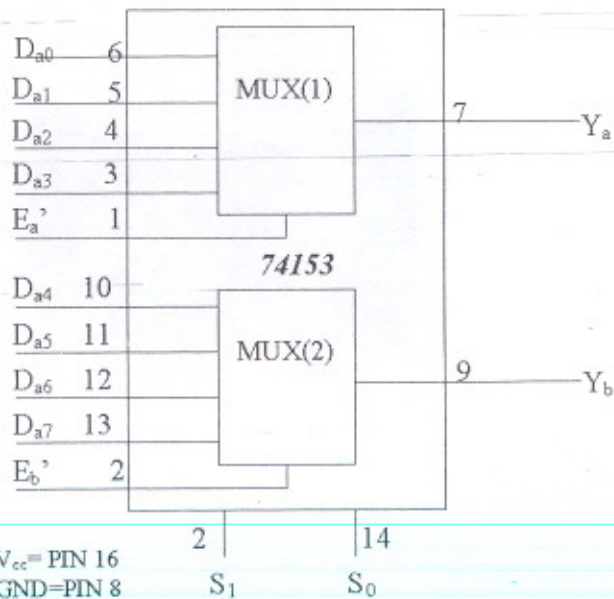 Da0 6
Da1 5
Da2 4
Da3 3
Ea' 1
MUX(1)
7 Ya
74153
Da4 10
Da5 11
Da6 12
Da7 13
Eb' 2
MUX(2)
9 Yb
2 14
S1 S0
Vcc= PIN 16
GND=PIN 8